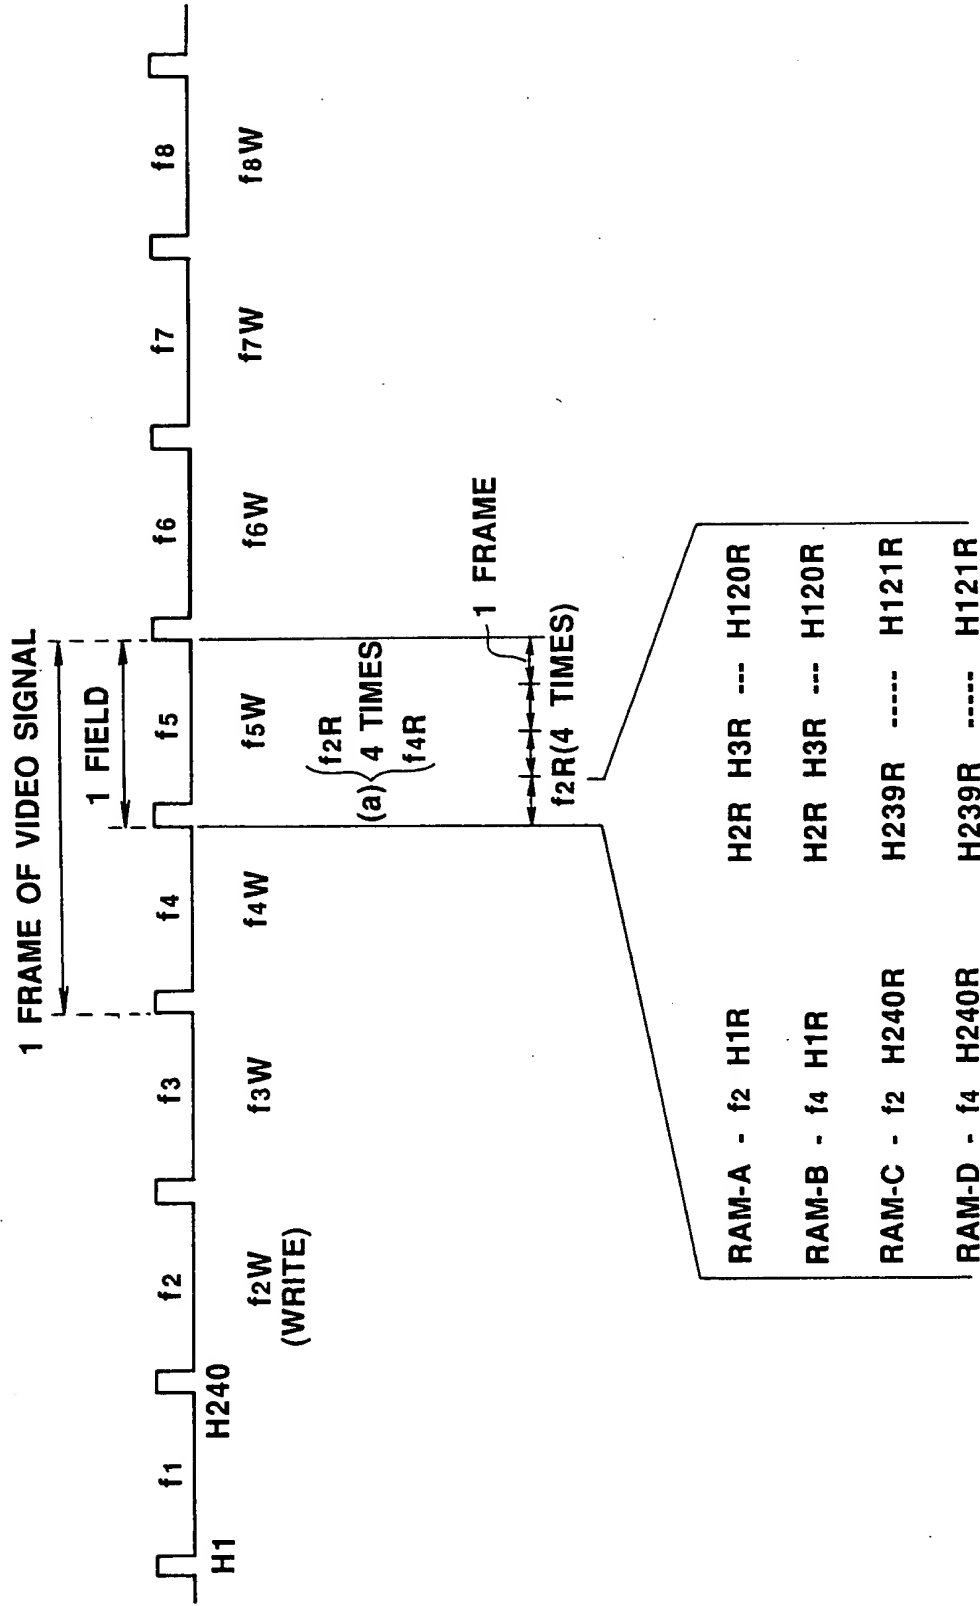 1 FRAME OF VIDEO SIGNAL
1 FIELD
f1 f2 f3 f4 f5 f6 f7 f8
H1 H240
f2W f3W f4W f5W f6W f7W f8W
(WRITE)
f2R
(a) 4 TIMES
f4R
1 FRAME
f2R(4 TIMES)
RAM-A - f2 H1R H2R H3R --- H120R
RAM-B - f4 H1R H2R H3R --- H120R
RAM-C - f2 H240R H239R ----- H121R
RAM-D - f4 H240R H239R ----- H121R